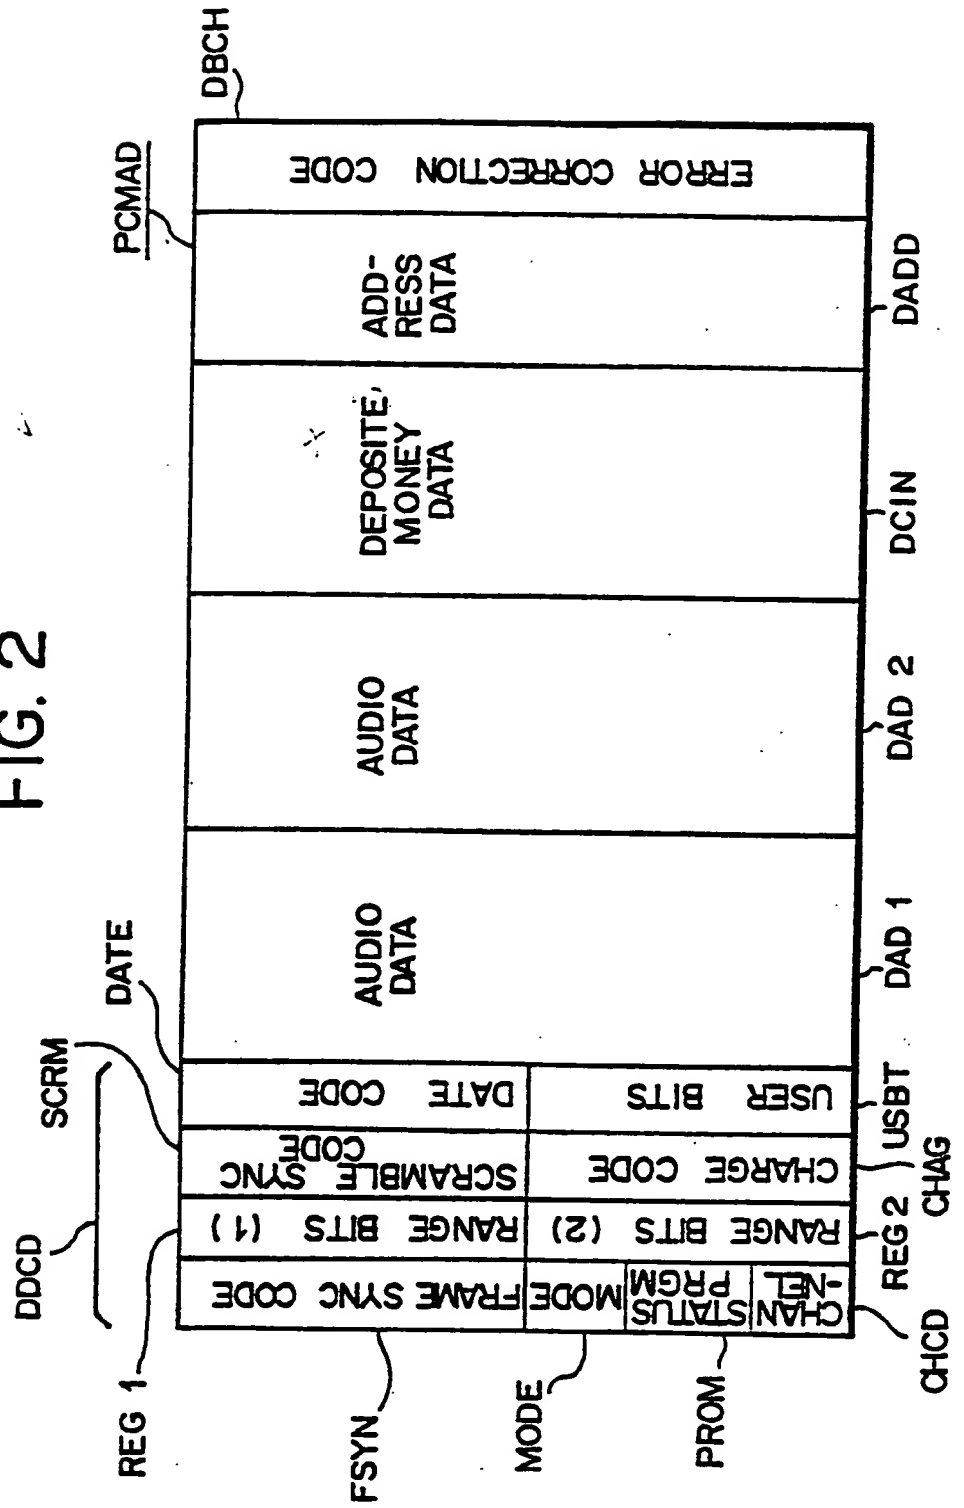 FIG. 2
DDCD
SCRM
DATE
REG 1
PCMAD
DBCH
FRAME SYNC CODE
MODE
STATUS
PRGM
CHAN
-NEL
RANGE BITS (1)
RANGE BITS (2)
SCRAMBLE SYNC
CODE
CHARGE CODE
DATE CODE
USER BITS
AUDIO
DATA
AUDIO
DATA
DEPOSITE
MONEY
DATA
ADD-
RESS
DATA
ERROR CORRECTION CODE
FSYN
MODE
PROM
CHCD
REG 2
CHAG
USBT
DAD 1
DAD 2
DCIN
DADD